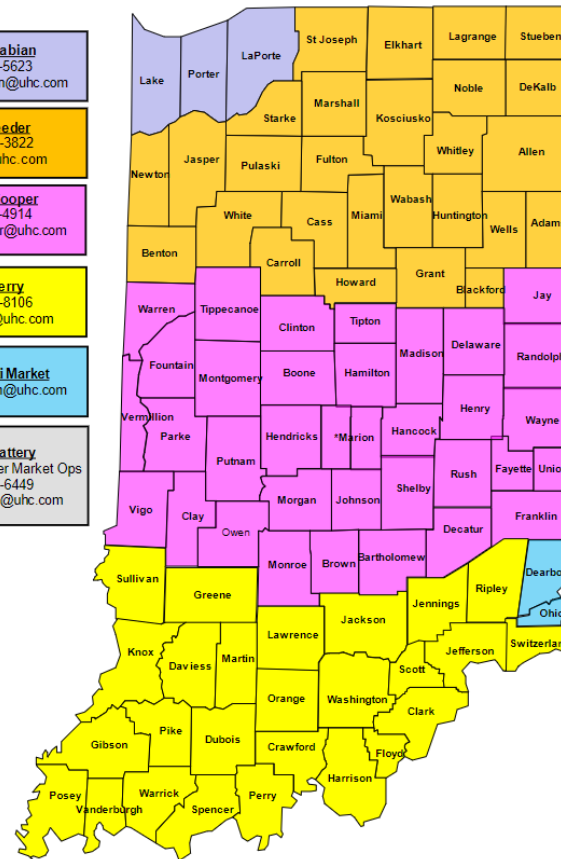 abian
-5623
n@uhc.com
eder
-3822
uhc.com
ooper
-4914
r@uhc.com
erry
-8106
@uhc.com
i Market
n@uhc.com
attery
er Market Ops
-6449
@uhc.com
Lake
Porter
LaPorte
St Joseph
Elkhart
Lagrange
Steuben
Noble
DeKalb
Starke
Marshall
Kosciusko
Whitley
Allen
Newton
Jasper
Pulaski
Fulton
White
Cass
Miami
Wabash
Huntington
Wells
Adam
Benton
Carroll
Howard
Grant
Blackford
Jay
Warren
Tippecanoe
Clinton
Tipton
Madison
Delaware
Randolph
Fountain
Montgomery
Boone
Hamilton
Henry
Wayne
Vermillion
Parke
Putnam
Hendricks
*Marion
Hancock
Rush
Fayette
Unio
Vigo
Clay
Owen
Morgan
Johnson
Shelby
Franklin
Decatur
Monroe
Brown
Bartholomew
Dearbo
Ohio
Sullivan
Greene
Jackson
Jennings
Ripley
Switzerlan
Knox
Daviess
Martin
Lawrence
Jefferson
Scott
Orange
Washington
Clark
Gibson
Pike
Dubois
Crawford
Floyd
Harrison
Posey
Vanderburgh
Warrick
Spencer
Perry